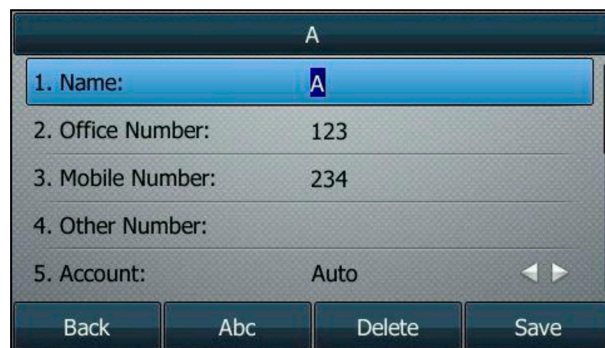 A
1. Name: A
2. Office Number: 123
3. Mobile Number: 234
4. Other Number:
5. Account: Auto
Back Abc Delete Save